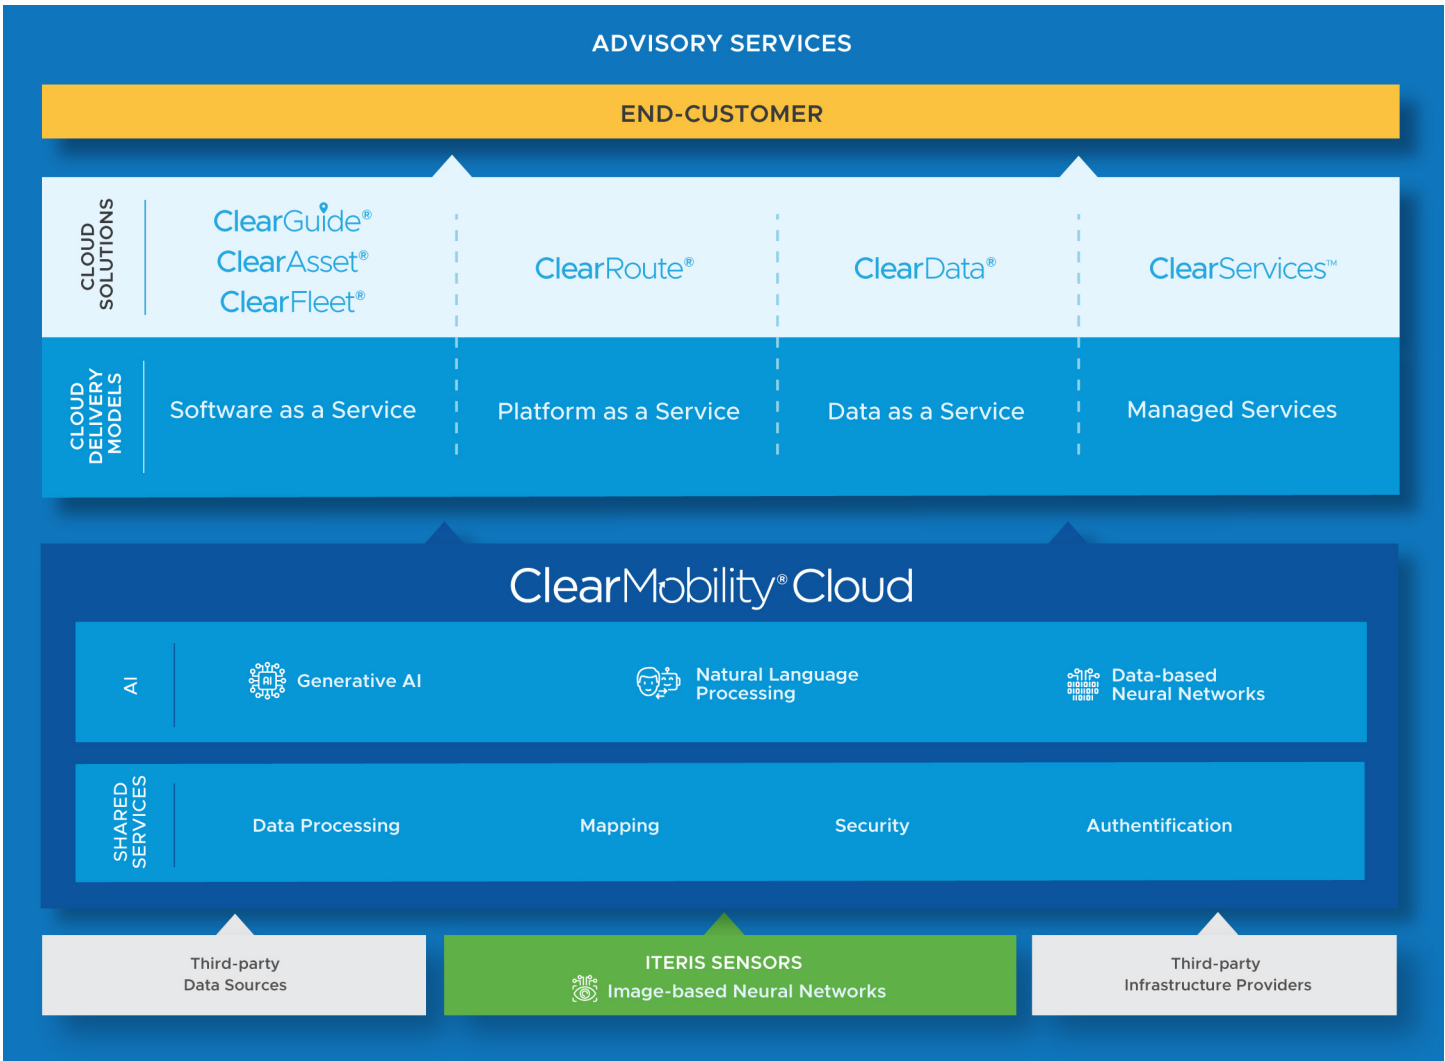 ADVISORY SERVICES
END-CUSTOMER
CLOUD
SOLUTIONS
ClearGuide®
ClearAsset®
ClearFleet®
ClearRoute®
ClearData®
ClearServices™
CLOUD
DELIVERY
MODELS
Software as a Service
Platform as a Service
Data as a Service
Managed Services
ClearMobility® Cloud
AI
AI
Generative AI
Natural Language
Processing
Data-based
Neural Networks
SHARED
SERVICES
Data Processing
Mapping
Security
Authentification
Third-party
Data Sources
ITERIS SENSORS
Image-based Neural Networks
Third-party
Infrastructure Providers